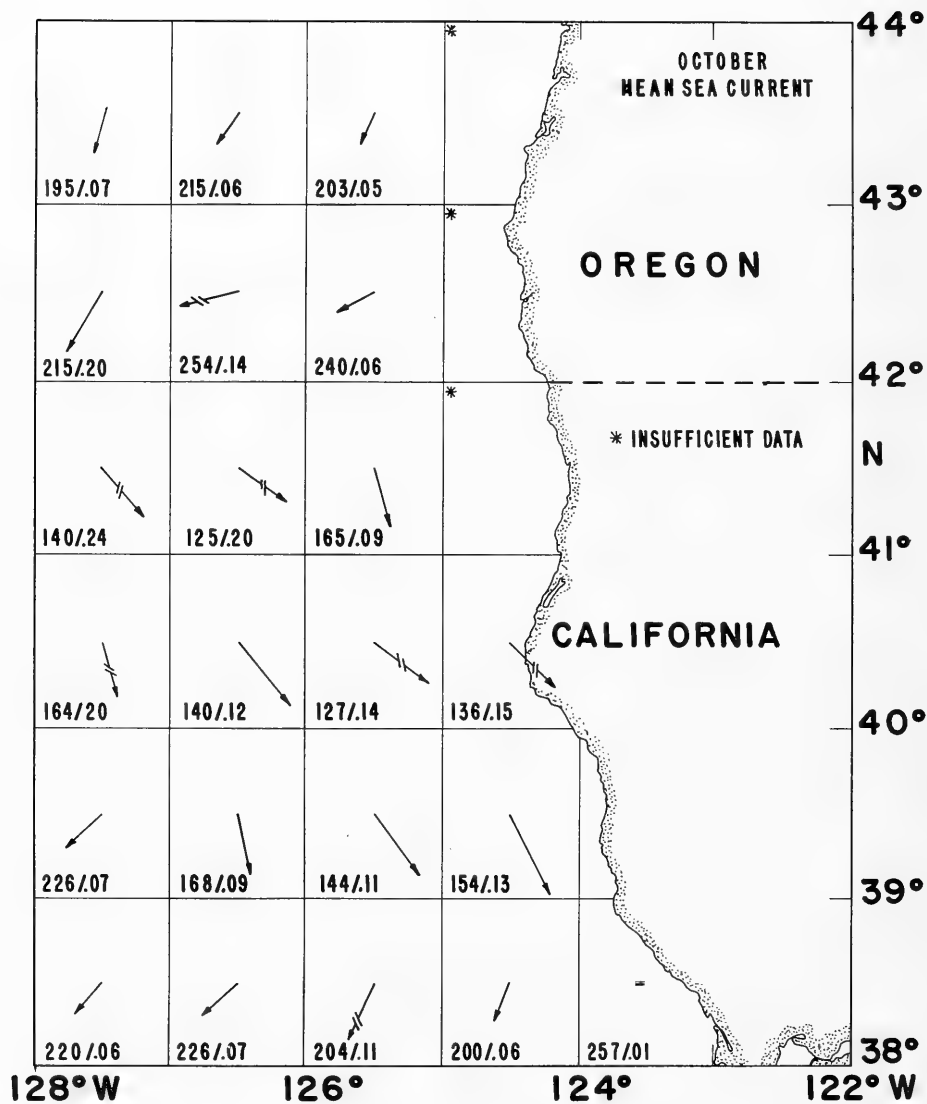 44°
OCTOBER
MEAN SEA CURRENT
*
195/.07 215/.06 203/.05
43°
*
OREGON
215/.20 254/.14 240/.06
42°
*
* INSUFFICIENT DATA
N
140/.24 125/.20 165/.09
41°
CALIFORNIA
164/20 140/.12 127/.14 136/.15
40°
226/.07 168/.09 144/.11 154/.13
39°
220/.06 226/.07 204/.11 200/.06 257/.01
38°
128° W 126° 124° 122° W